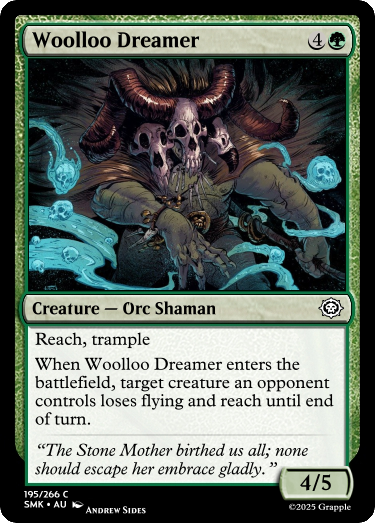 Woolloo Dreamer 4
Creature — Orc Shaman
Reach, trample
When Woolloo Dreamer enters the
battlefield, target creature an opponent
controls loses flying and reach until end
of turn.
“The Stone Mother birthed us all; none
should escape her embrace gladly.”
4/5
195/266 C
SMK • AU Andrew Sides
©2025 Grapple